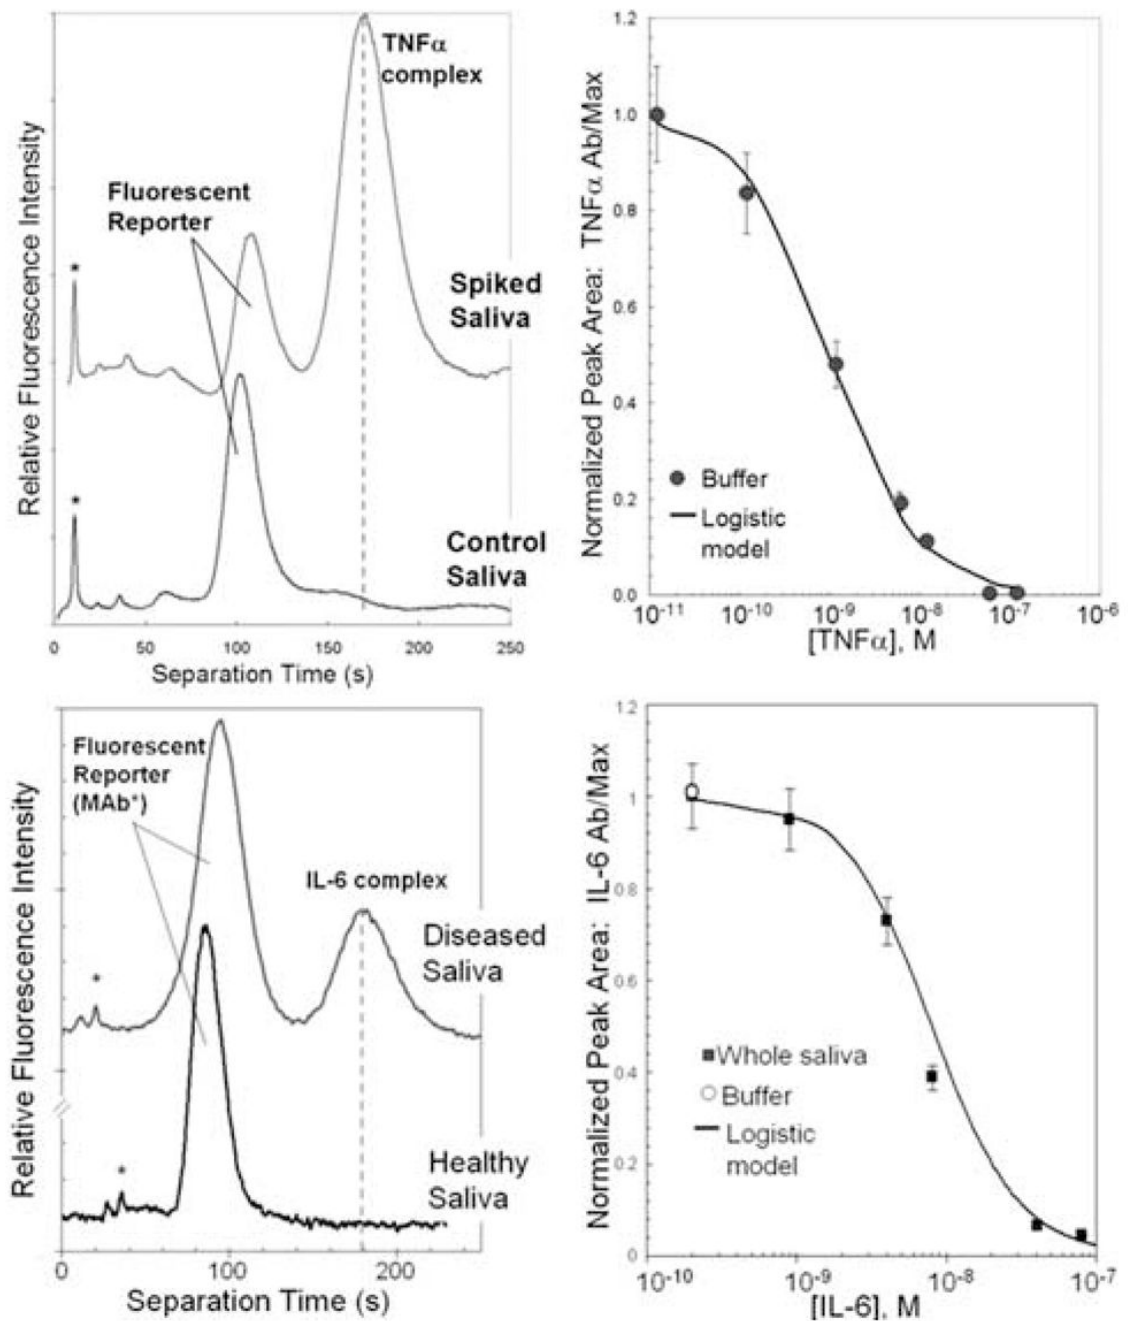 Relative Fluorescence Intensity
TNFα
complex
Fluorescent
Reporter
*
Spiked
Saliva
*
Control
Saliva
0 50 100 150 200 250
Separation Time (s)
Normalized Peak Area: TNFα Ab/Max
1.2
1.0
0.8
0.6
0.4
0.2
0.0
Buffer
Logistic
model
10-11 10-10 10-9 10-8 10-7 10-6
[TNFα], M
Relative Fluorescence Intensity
Fluorescent
Reporter
(MAb*)
IL-6 complex
Diseased
Saliva
*
Healthy
Saliva
*
0 100 200
Separation Time (s)
Normalized Peak Area: IL-6 Ab/Max
1.2
1
0.8
0.6
0.4
0.2
0
Whole saliva
Buffer
Logistic
model
10-10 10-9 10-8 10-7
[IL-6], M